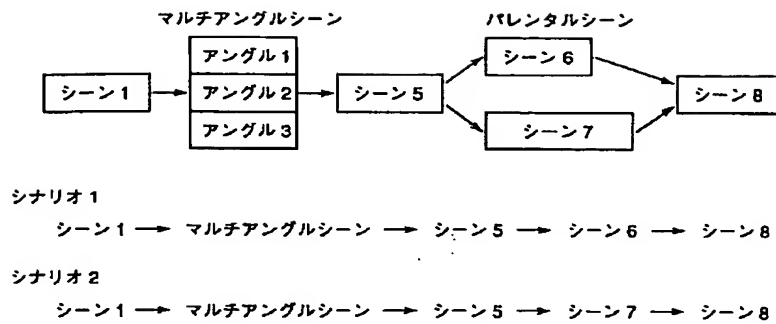 マルチアングルシーン
パレンタルシーン
アングル1
シーン6
シーン1
アングル2
シーン5
シーン8
アングル3
シーン7
シナリオ1
シーン1 → マルチアングルシーン → シーン5 → シーン6 → シーン8
シナリオ2
シーン1 → マルチアングルシーン → シーン5 → シーン7 → シーン8